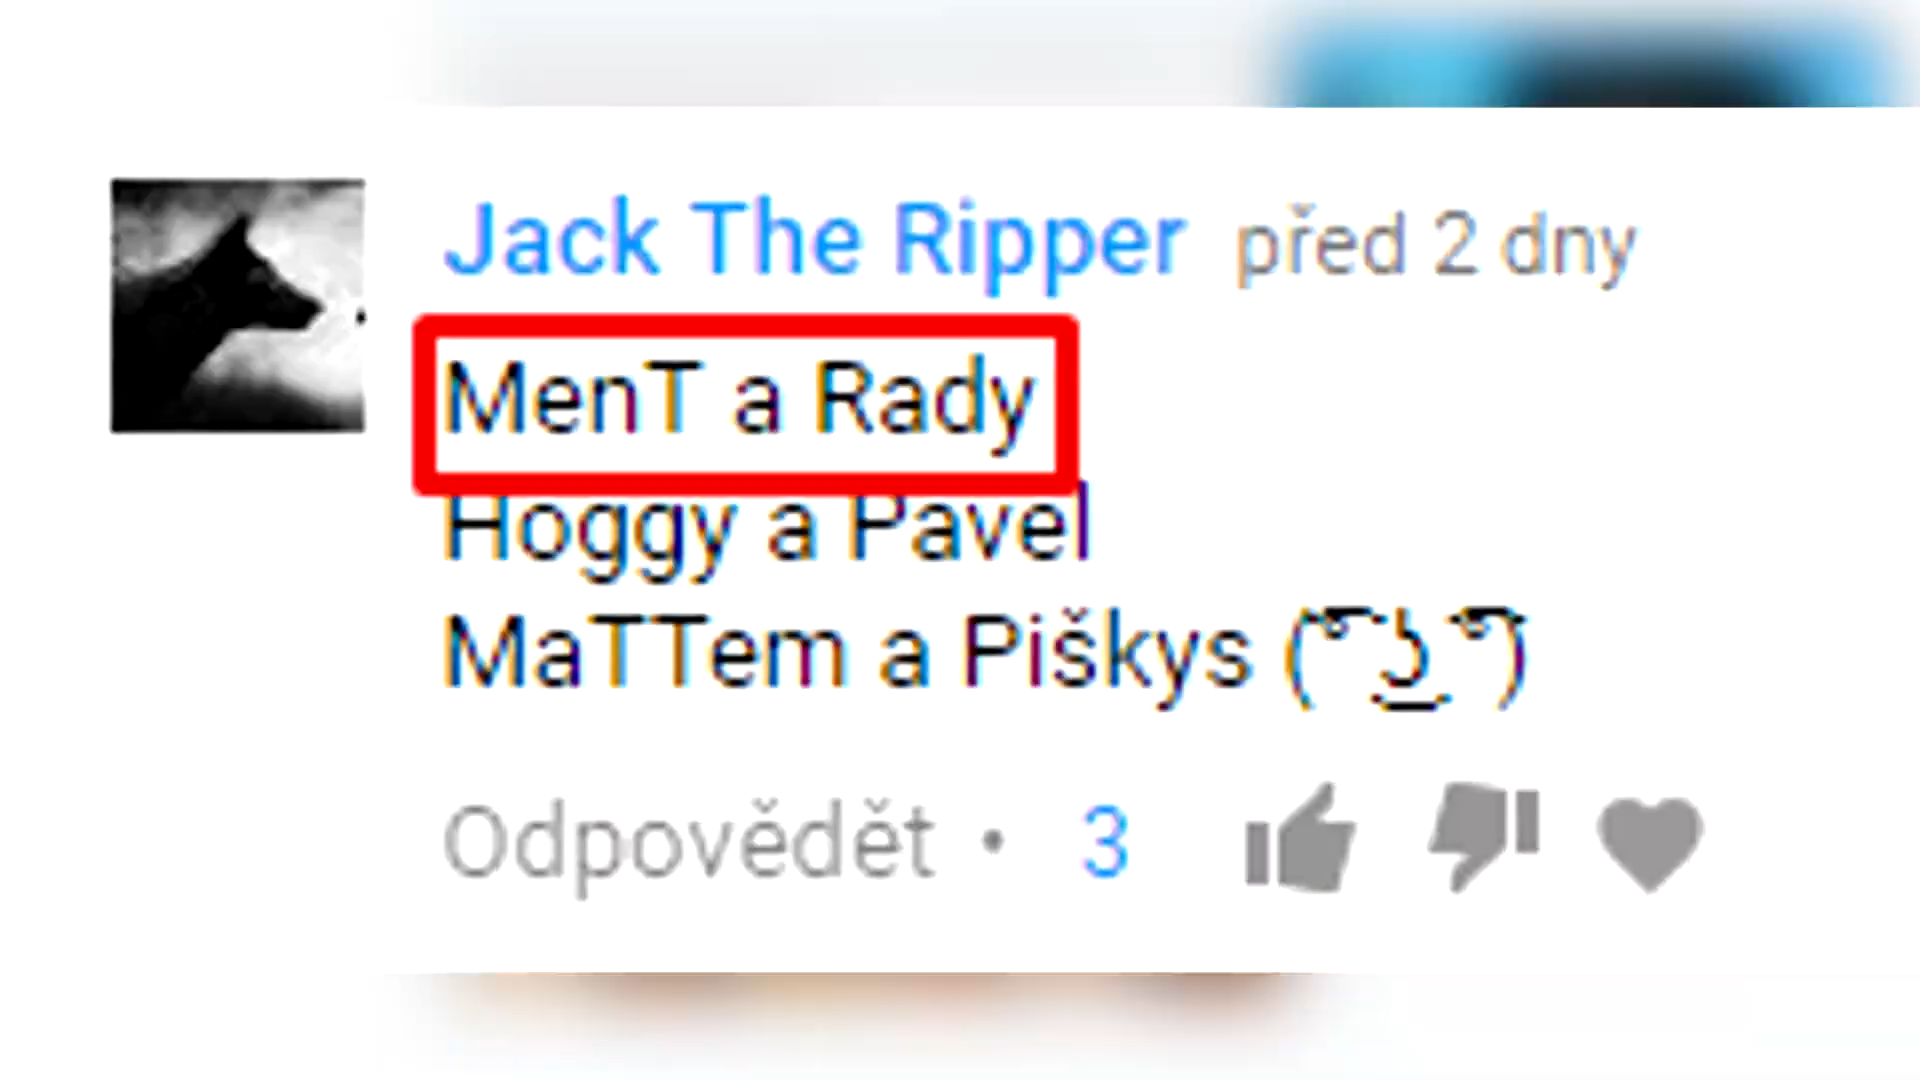 Jack The Ripper před 2 dny
MenT a Rady
Hoggy a Pavel
MaTTem a Piškys ( ͡° ͜ʖ ͡°)
Odpovědět • 3